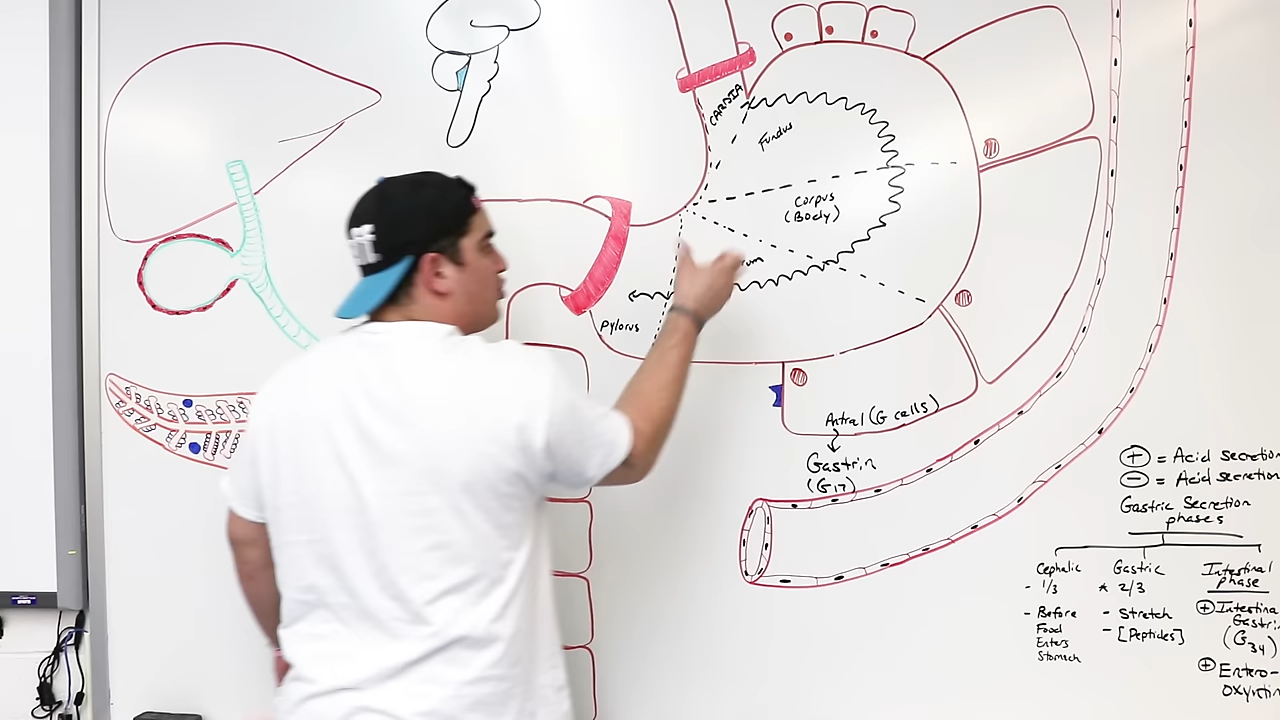 CARDIA
Fundus
Corpus
(Body)
Pylorus
Antral (G cells)
Gastrin
(G17)
+ = Acid secretion
- = Acid secretion
Gastric Secretion
phases
Cephalic
- 1/3
- Before
Food
Enters
Stomach
Gastric
* 2/3
- Stretch
- [Peptides]
Intestinal
phase
+ Intestina
Gastri
(G34)
+ Entero-
oxyntin